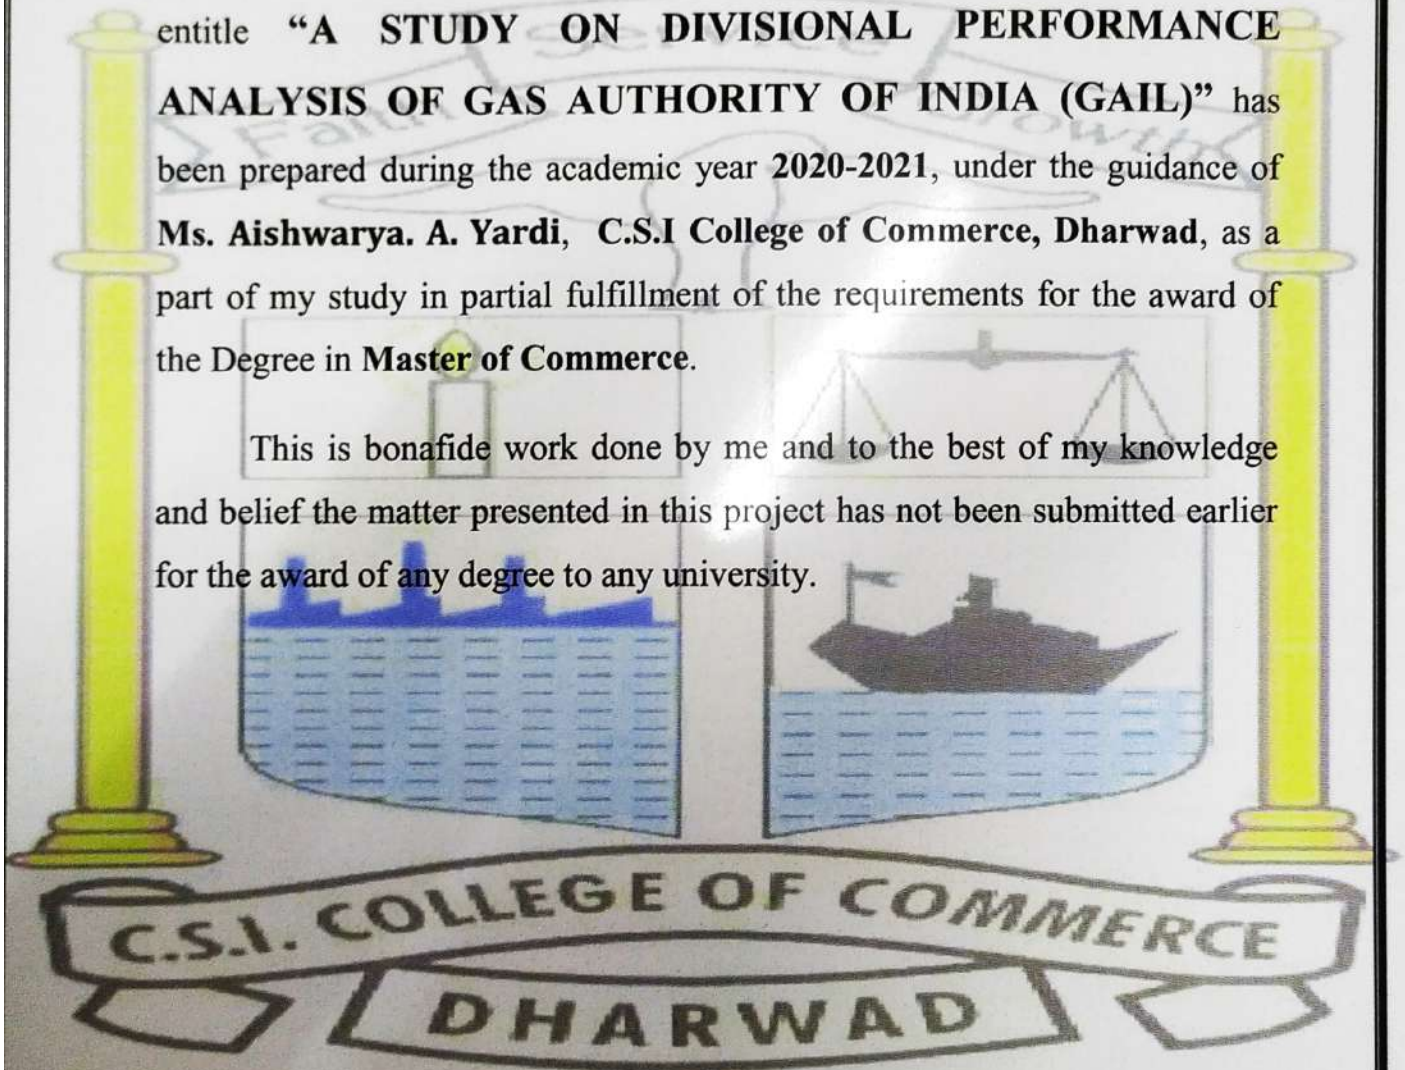 entitle “A STUDY ON DIVISIONAL PERFORMANCE
ANALYSIS OF GAS AUTHORITY OF INDIA (GAIL)” has
been prepared during the academic year 2020-2021, under the guidance of
Ms. Aishwarya. A. Yardi, C.S.I College of Commerce, Dharwad, as a
part of my study in partial fulfillment of the requirements for the award of
the Degree in Master of Commerce.
This is bonafide work done by me and to the best of my knowledge
and belief the matter presented in this project has not been submitted earlier
for the award of any degree to any university.
Faith Service Growth
C.S.I. COLLEGE OF COMMERCE
DHARWAD